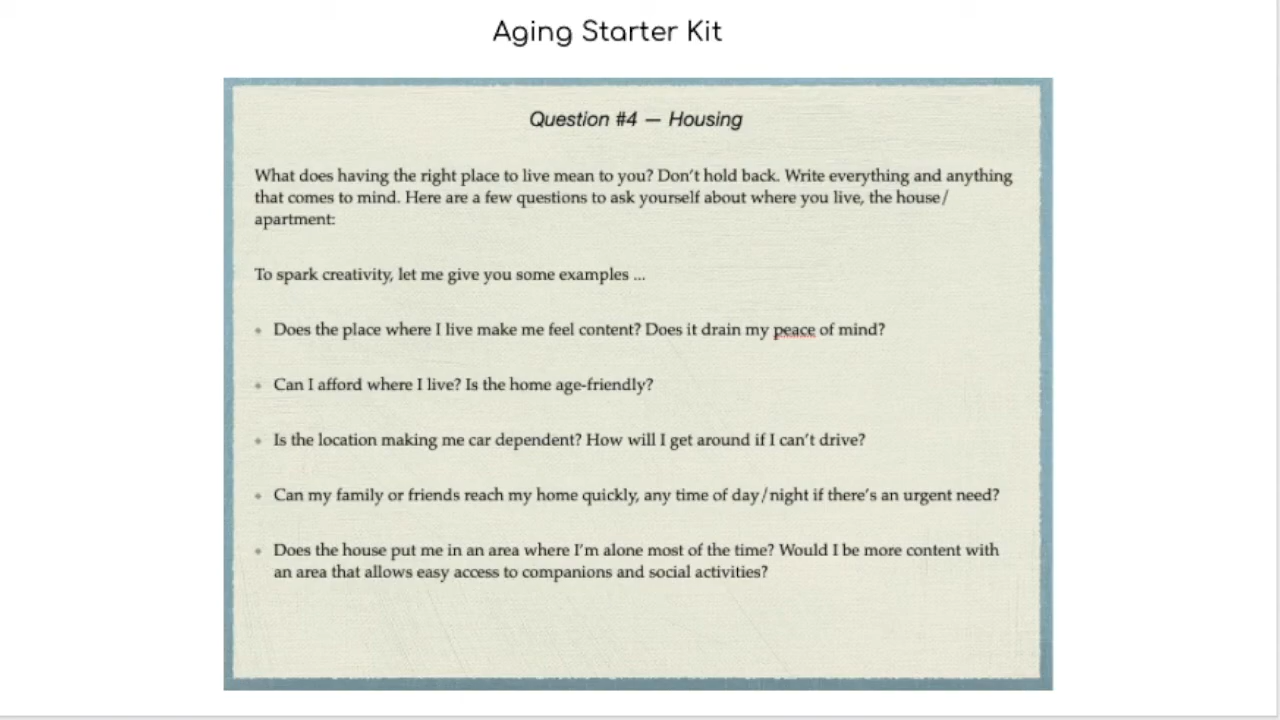 Aging Starter Kit
Question #4 — Housing
What does having the right place to live mean to you? Don't hold back. Write everything and anything
that comes to mind. Here are a few questions to ask yourself about where you live, the house/
apartment:
To spark creativity, let me give you some examples ...
• Does the place where I live make me feel content? Does it drain my peace of mind?
• Can I afford where I live? Is the home age-friendly?
• Is the location making me car dependent? How will I get around if I can't drive?
• Can my family or friends reach my home quickly, any time of day/night if there's an urgent need?
• Does the house put me in an area where I'm alone most of the time? Would I be more content with
an area that allows easy access to companions and social activities?